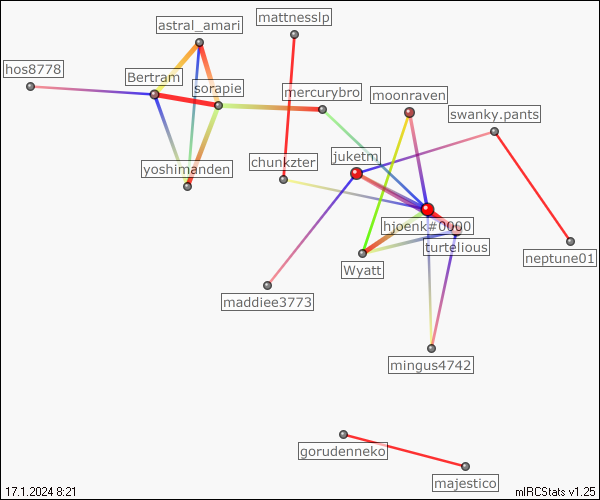 mattnesslp
astral_amari
hos8778
Bertram
sorapie
mercurybro
moonraven
swanky.pants
juketm
chunkzter
yoshimanden
hjoenk#0000
turtelious
neptune01
Wyatt
maddiee3773
mingus4742
gorudenneko
majestico
17.1.2024 8:21
mIRCStats v1.25